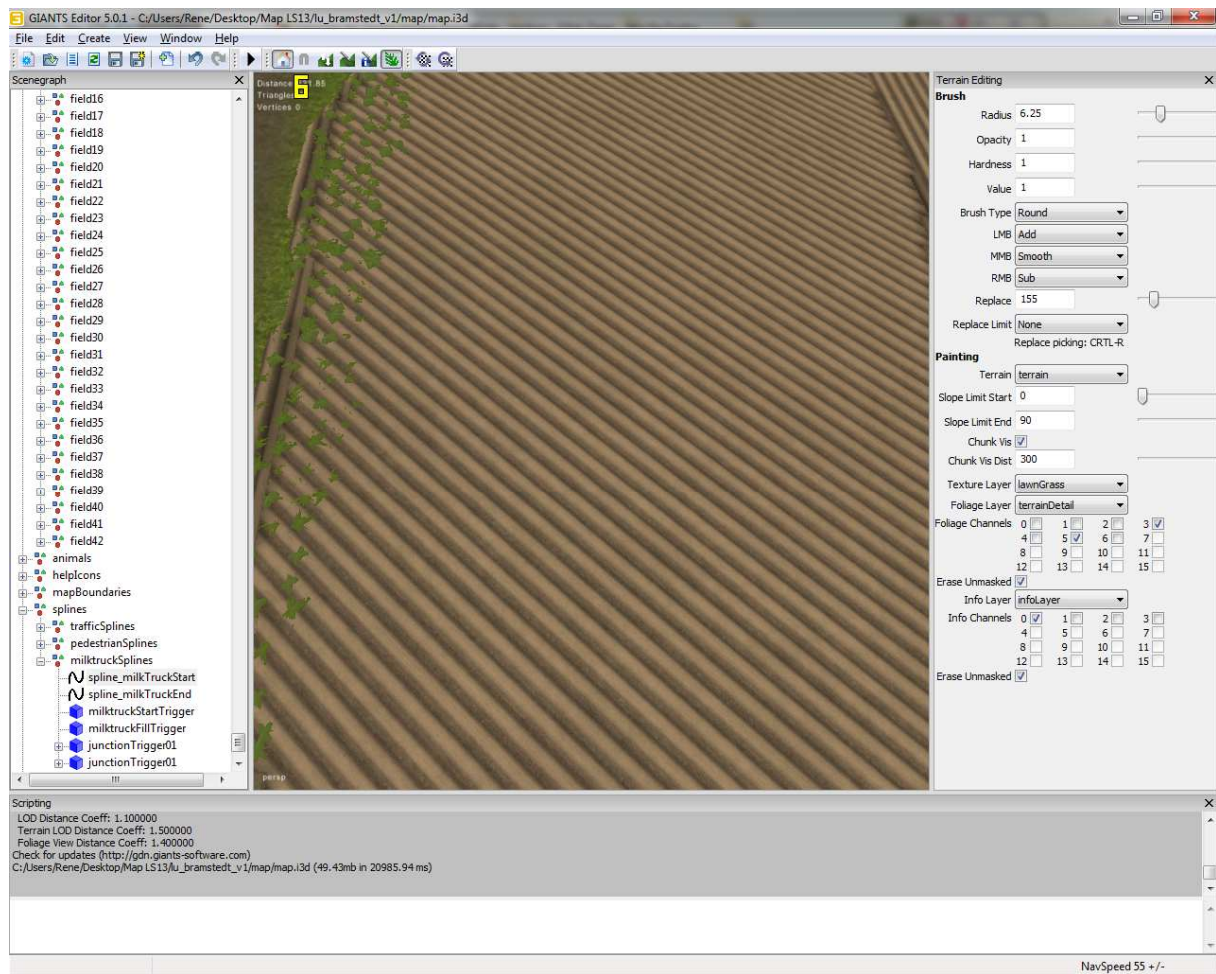 GIANTS Editor 5.0.1 - C:/Users/Rene/Desktop/Map LS13/lu_bramstedt_v1/map/map.i3d
File Edit Create View Window Help
Scenegraph
field16
field17
field18
field19
field20
field21
field22
field23
field24
field25
field26
field27
field28
field29
field30
field31
field32
field33
field34
field35
field36
field37
field38
field39
field40
field41
field42
animals
helpIcons
mapBoundaries
splines
trafficSplines
pedestrianSplines
milktruckSplines
spline_milkTruckStart
spline_milkTruckEnd
milktruckStartTrigger
milktruckFillTrigger
junctionTrigger01
junctionTrigger01
Distance 1.85
Triangles
Vertices 0
persp
Terrain Editing
Brush
Radius 6.25
Opacity 1
Hardness 1
Value 1
Brush Type Round
LMB Add
MMB Smooth
RMB Sub
Replace 155
Replace Limit None
Replace picking: CRTL-R
Painting
Terrain terrain
Slope Limit Start 0
Slope Limit End 90
Chunk Vis
Chunk Vis Dist 300
Texture Layer lawnGrass
Foliage Layer terrainDetail
Foliage Channels 0 1 2 3
4 5 6 7
8 9 10 11
12 13 14 15
Erase Unmasked
Info Layer infoLayer
Info Channels 0 1 2 3
4 5 6 7
8 9 10 11
12 13 14 15
Erase Unmasked
Scripting
LOD Distance Coeff: 1.100000
Terrain LOD Distance Coeff: 1.500000
Foliage View Distance Coeff: 1.400000
Check for updates (http://gdn.giants-software.com)
C:/Users/Rene/Desktop/Map LS13/lu_bramstedt_v1/map/map.i3d (49.43mb in 20985.94 ms)
NavSpeed 55 +/-